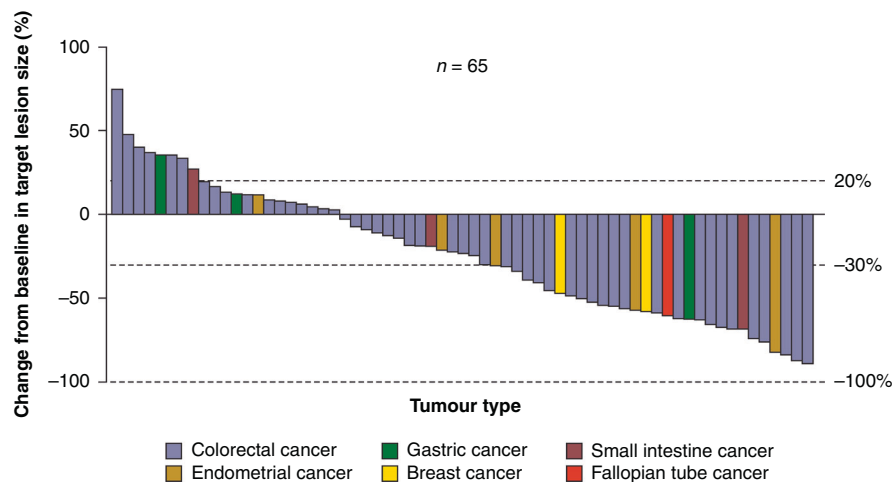 Change from baseline in target lesion size (%)
100
50
0
−50
−100
n = 65
20%
−30%
−100%
Tumour type
Colorectal cancer
Gastric cancer
Small intestine cancer
Endometrial cancer
Breast cancer
Fallopian tube cancer